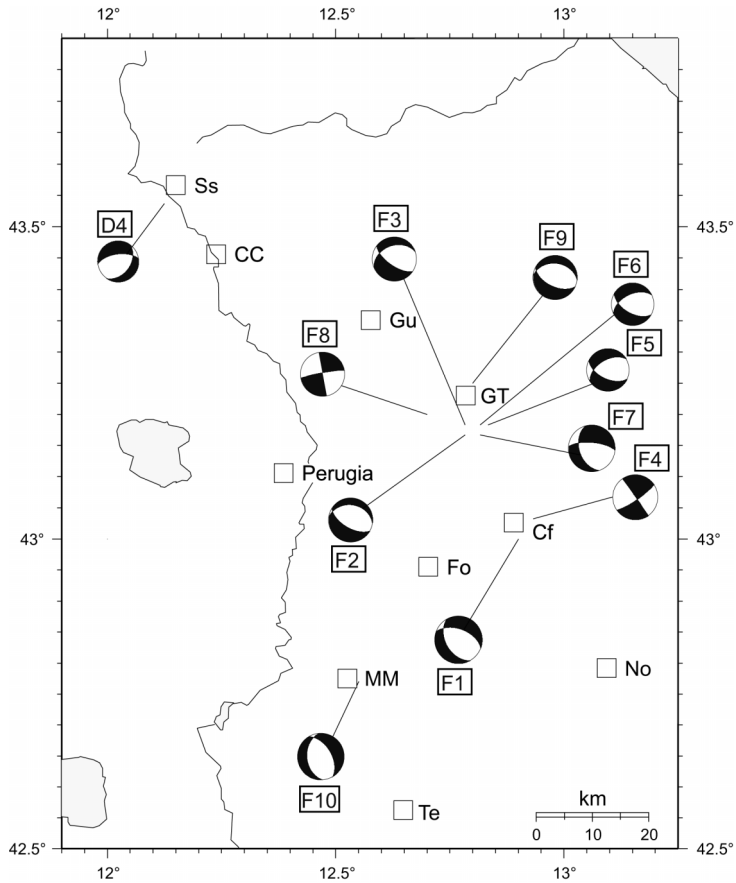 12° 12.5° 13°
Ss
D4
F3
43.5° 43.5°
F9
CC
F6
Gu
F8
F5
GT
F7
F4
Perugia
Cf
43° 43°
F2
Fo
No
MM
F1
km
F10
Te
0 10 20
42.5° 42.5°
12° 12.5° 13°